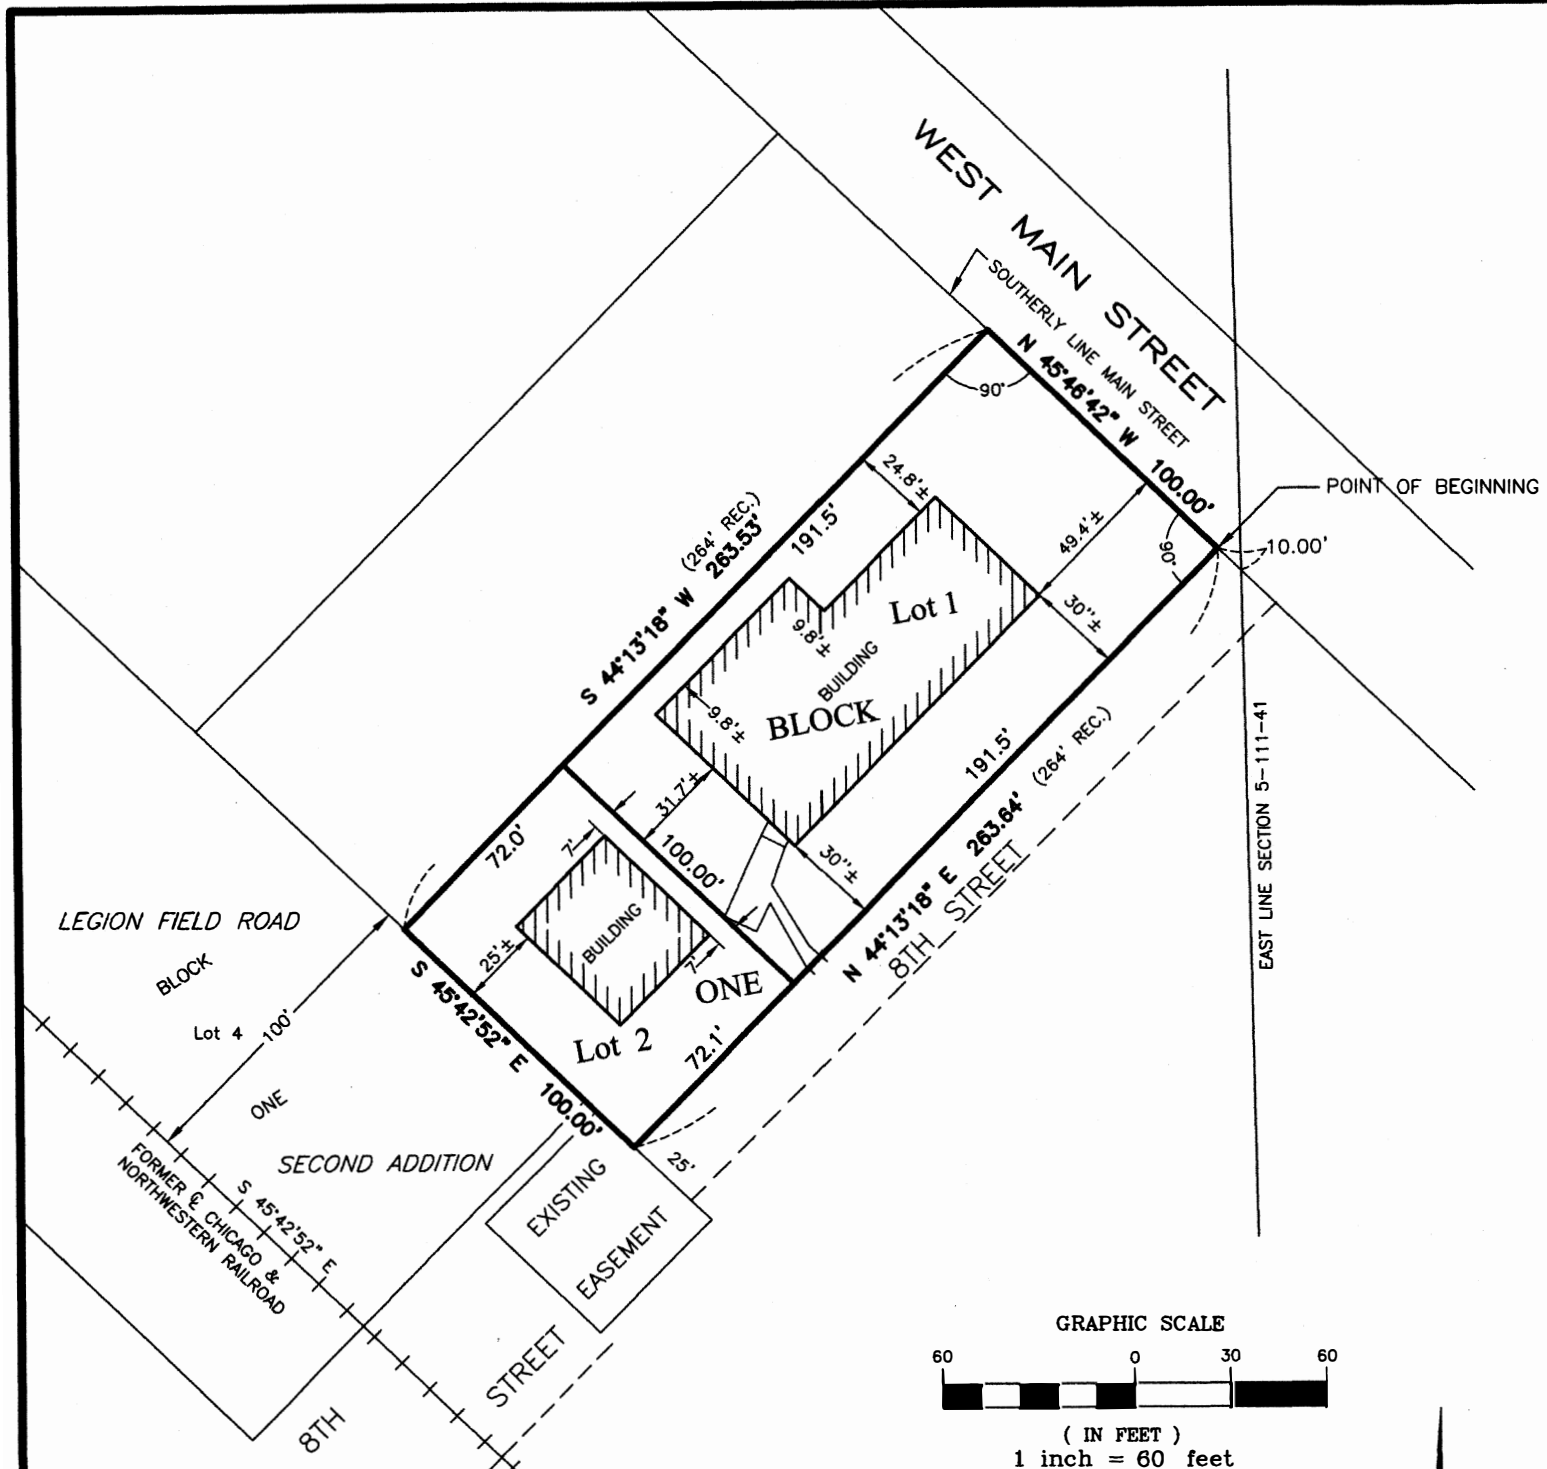 WEST MAIN STREET
SOUTHERLY LINE MAIN STREET
N 45°46'42" W 100.00'
90°
POINT OF BEGINNING
10.00'
90°
24.8'±
49.4'±
(264' REC.)
S 44°13'18" W 263.53'
191.5'
Lot 1
30''±
9.8'±
BUILDING
9.8'±
BLOCK
191.5'
(264' REC.)
EAST LINE SECTION 5-111-41
31.7'±
72.0'
7'
100.00'
30''±
N 44°13'18" E 263.64'
8TH STREET
LEGION FIELD ROAD
BLOCK
Lot 4
100'
ONE
SECOND ADDITION
25'±
BUILDING
7'
ONE
S 45°42'52" E 100.00'
Lot 2
72.1'
25'
FORMER ℄ CHICAGO &
NORTHWESTERN RAILROAD
S 45°42'52" E
EXISTING
EASEMENT
8TH STREET
GRAPHIC SCALE
60 0 30 60
( IN FEET )
1 inch = 60 feet